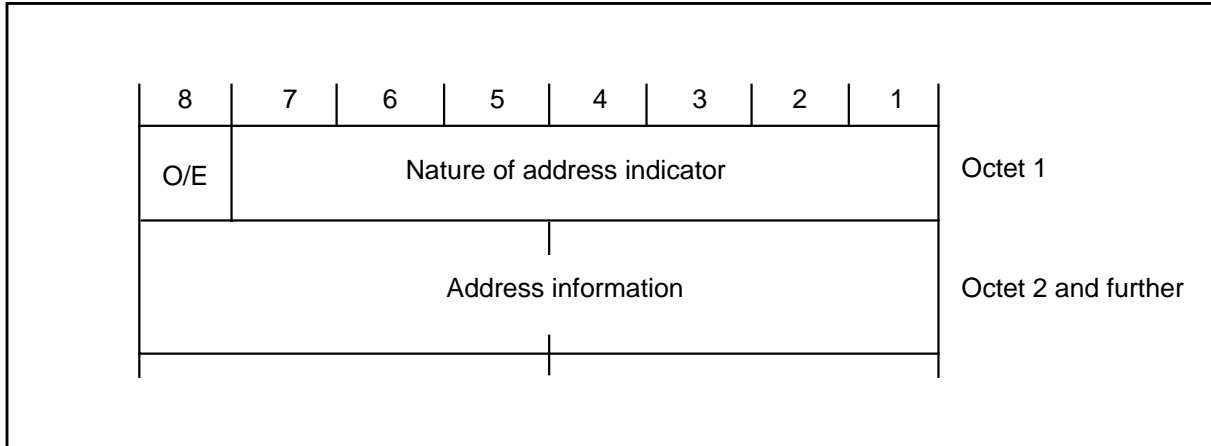 8 7 6 5 4 3 2 1
O/E Nature of address indicator Octet 1
Address information Octet 2 and further